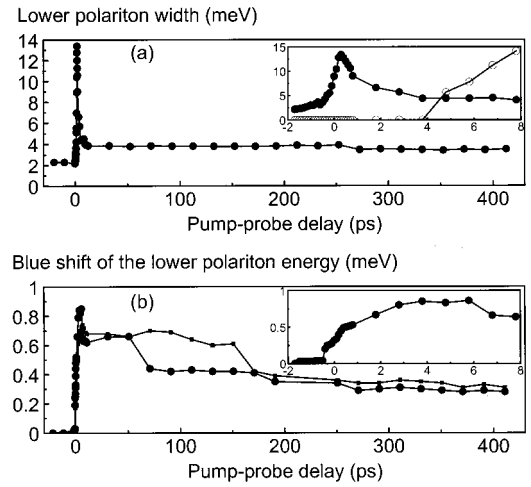 Lower polariton width (meV)
14
12
10
8
6
4
2
0
(a)
15
10
5
0
-2 0 2 4 6 8
0 100 200 300 400
Pump-probe delay (ps)
Blue shift of the lower polariton energy (meV)
1
0.8
0.6
0.4
0.2
0
(b)
1
0.5
0
-2 0 2 4 6 8
0 100 200 300 400
Pump-probe delay (ps)